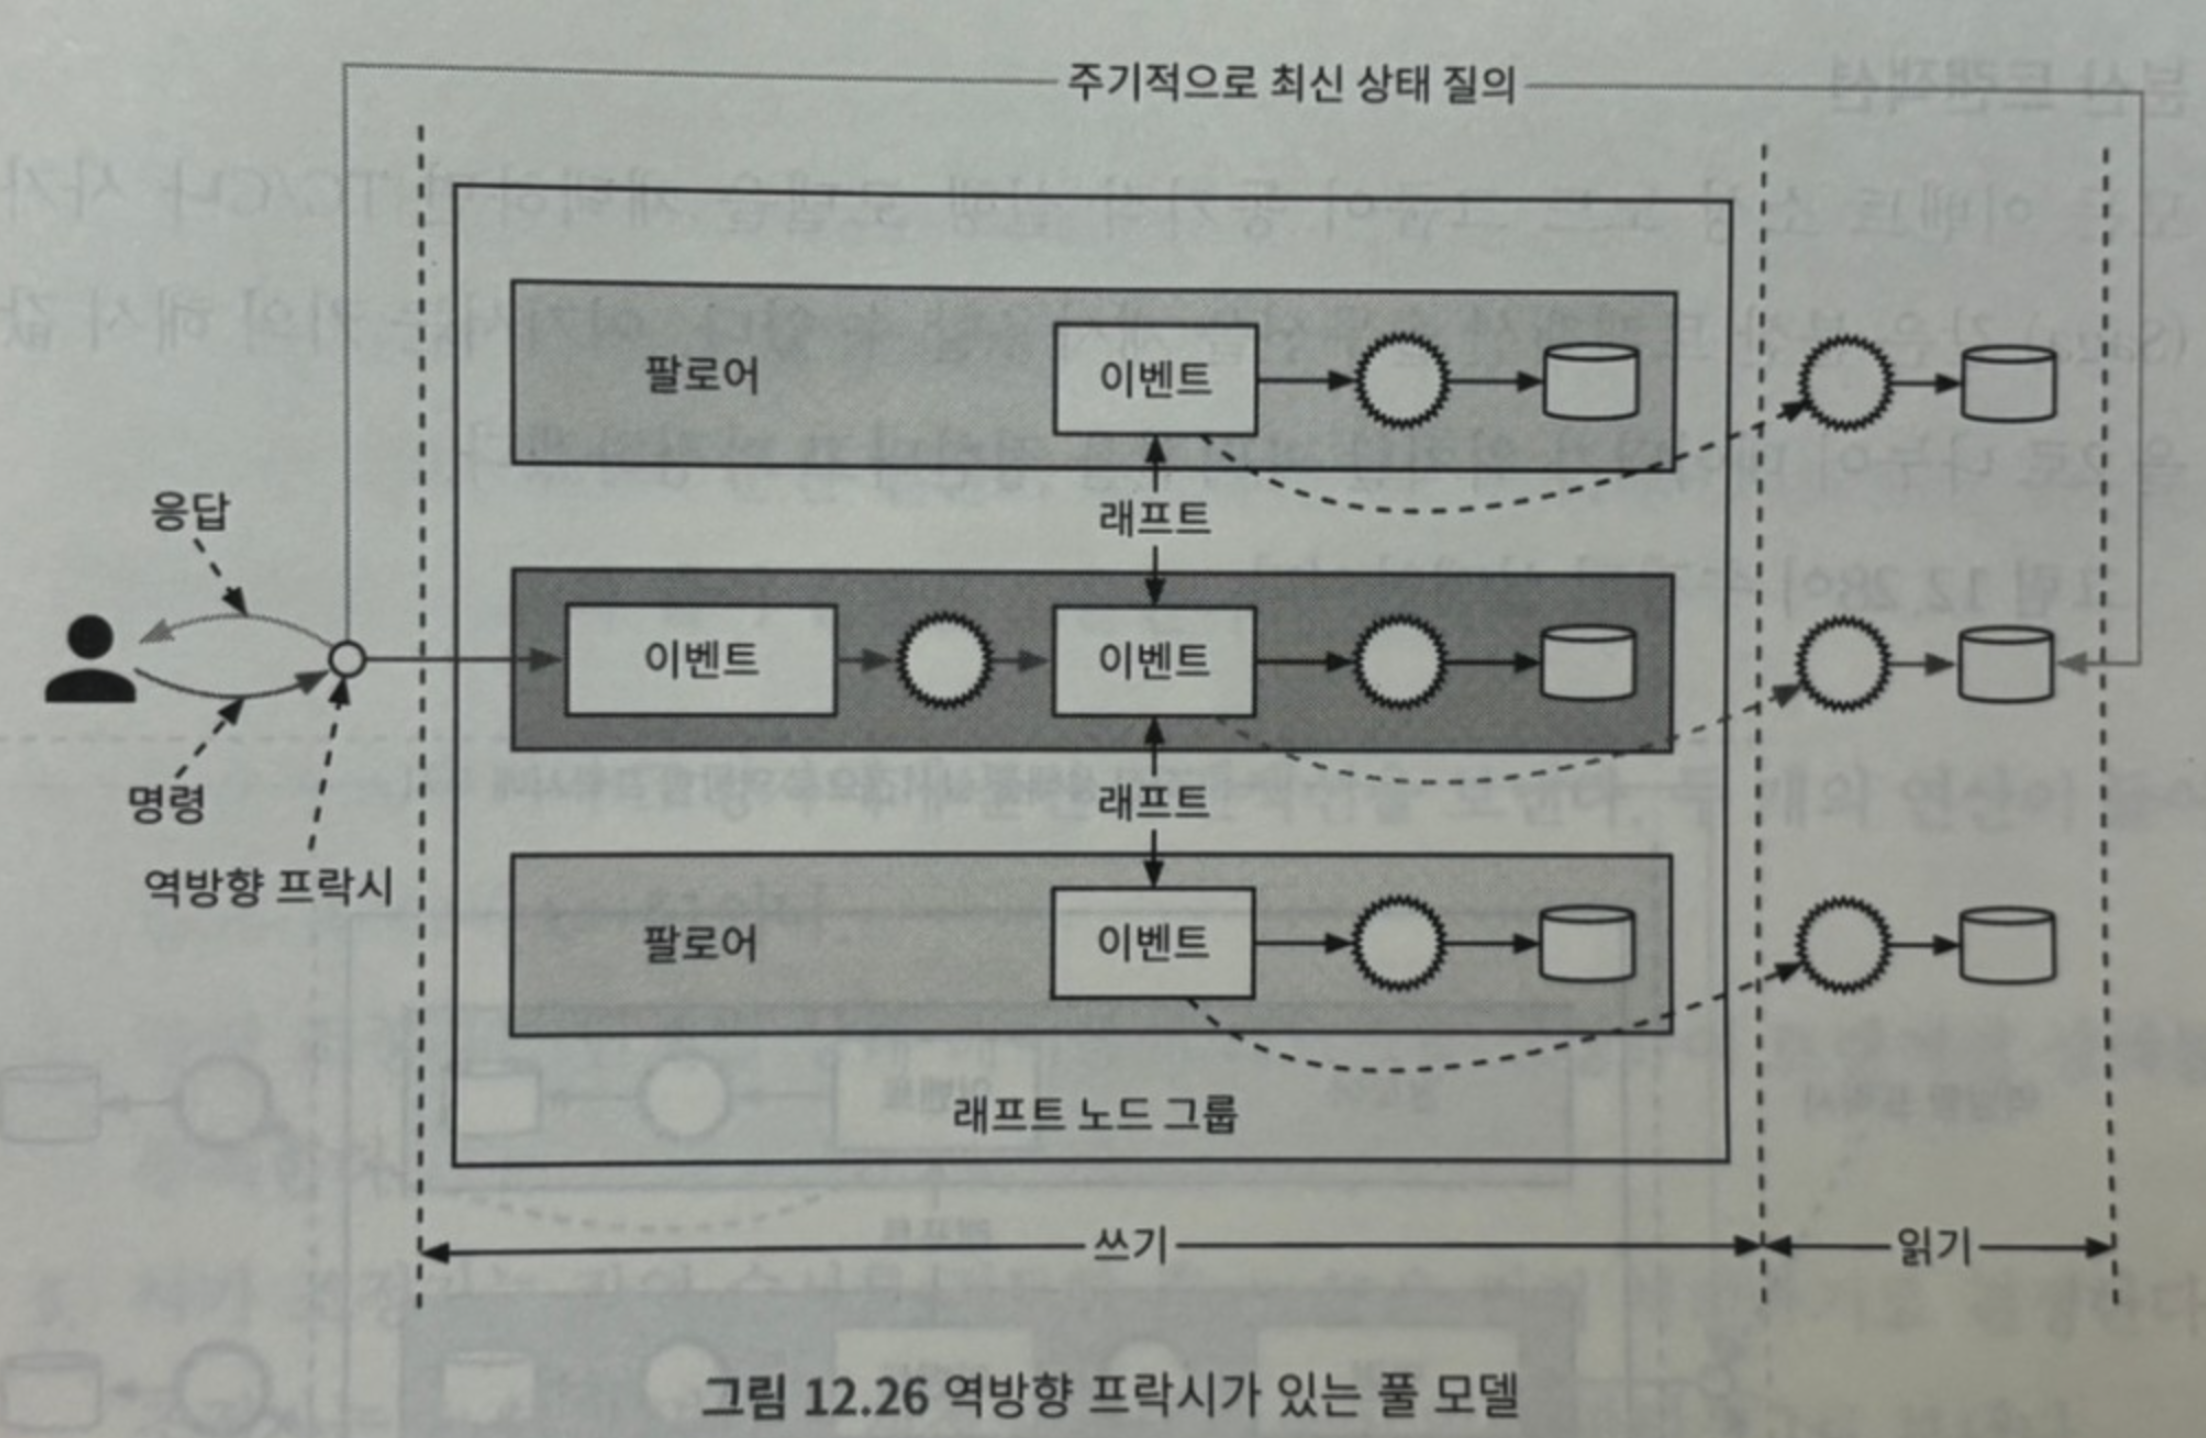 주기적으로 최신 상태 질의
팔로어
이벤트
래프트
응답
이벤트
이벤트
명령
역방향 프락시
래프트
팔로어
이벤트
래프트 노드 그룹
쓰기
읽기
그림 12.26 역방향 프락시가 있는 풀 모델